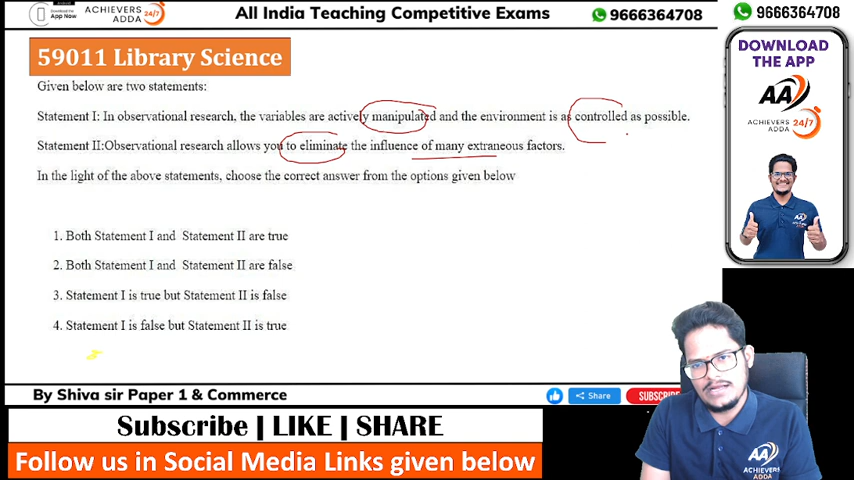 App Now
ACHIEVERS
ADDA
24/7
All India Teaching Competitive Exams
9666364708
9666364708
59011 Library Science
Given below are two statements:
Statement I: In observational research, the variables are actively manipulated and the environment is as controlled as possible.
Statement II:Observational research allows you to eliminate the influence of many extraneous factors.
In the light of the above statements, choose the correct answer from the options given below
1. Both Statement I and Statement II are true
2. Both Statement I and Statement II are false
3. Statement I is true but Statement II is false
4. Statement I is false but Statement II is true
DOWNLOAD
THE APP
AA
ACHIEVERS
ADDA
24/7
By Shiva sir Paper 1 & Commerce
Share
SUBSCRIBE
Subscribe | LIKE | SHARE
Follow us in Social Media Links given below
AA
ACHIEVERS
ADDA